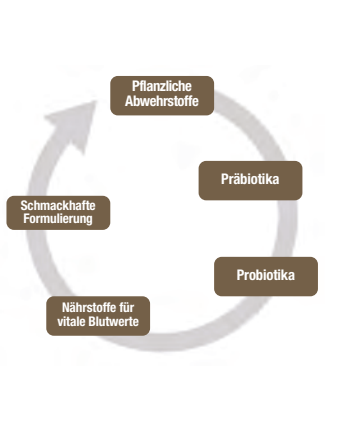 Pflanzliche
Abwehrstoffe
Präbiotika
Probiotika
Nährstoffe für
vitale Blutwerte
Schmackhafte
Formulierung